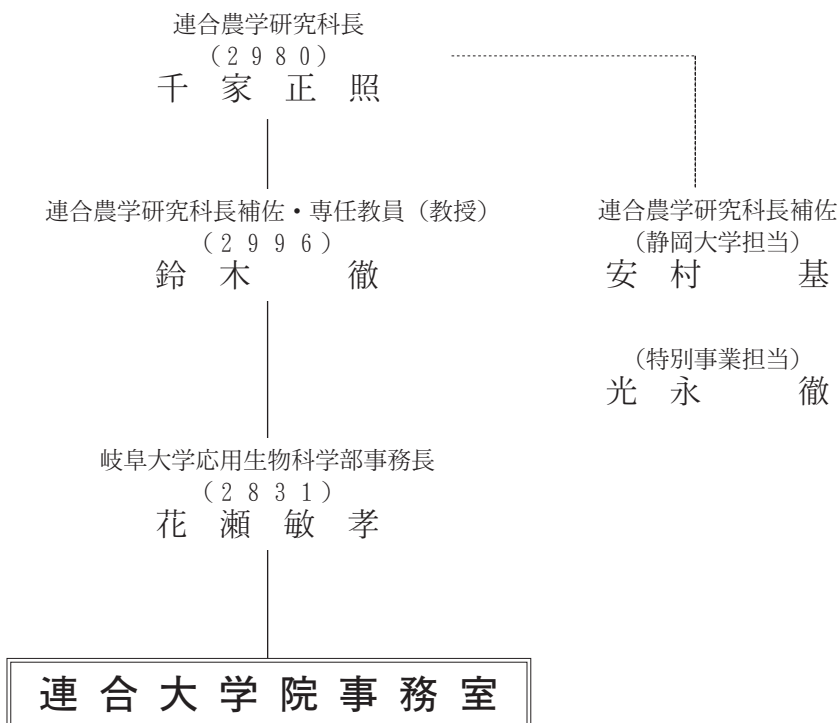 連合農学研究科長
(2980)
千家正照
連合農学研究科長補佐・専任教員(教授)
(2996)
鈴木 徹
連合農学研究科長補佐
(静岡大学担当)
安村 基
(特別事業担当)
光永 徹
岐阜大学応用生物科学部事務長
(2831)
花瀬敏孝
連合大学院事務室